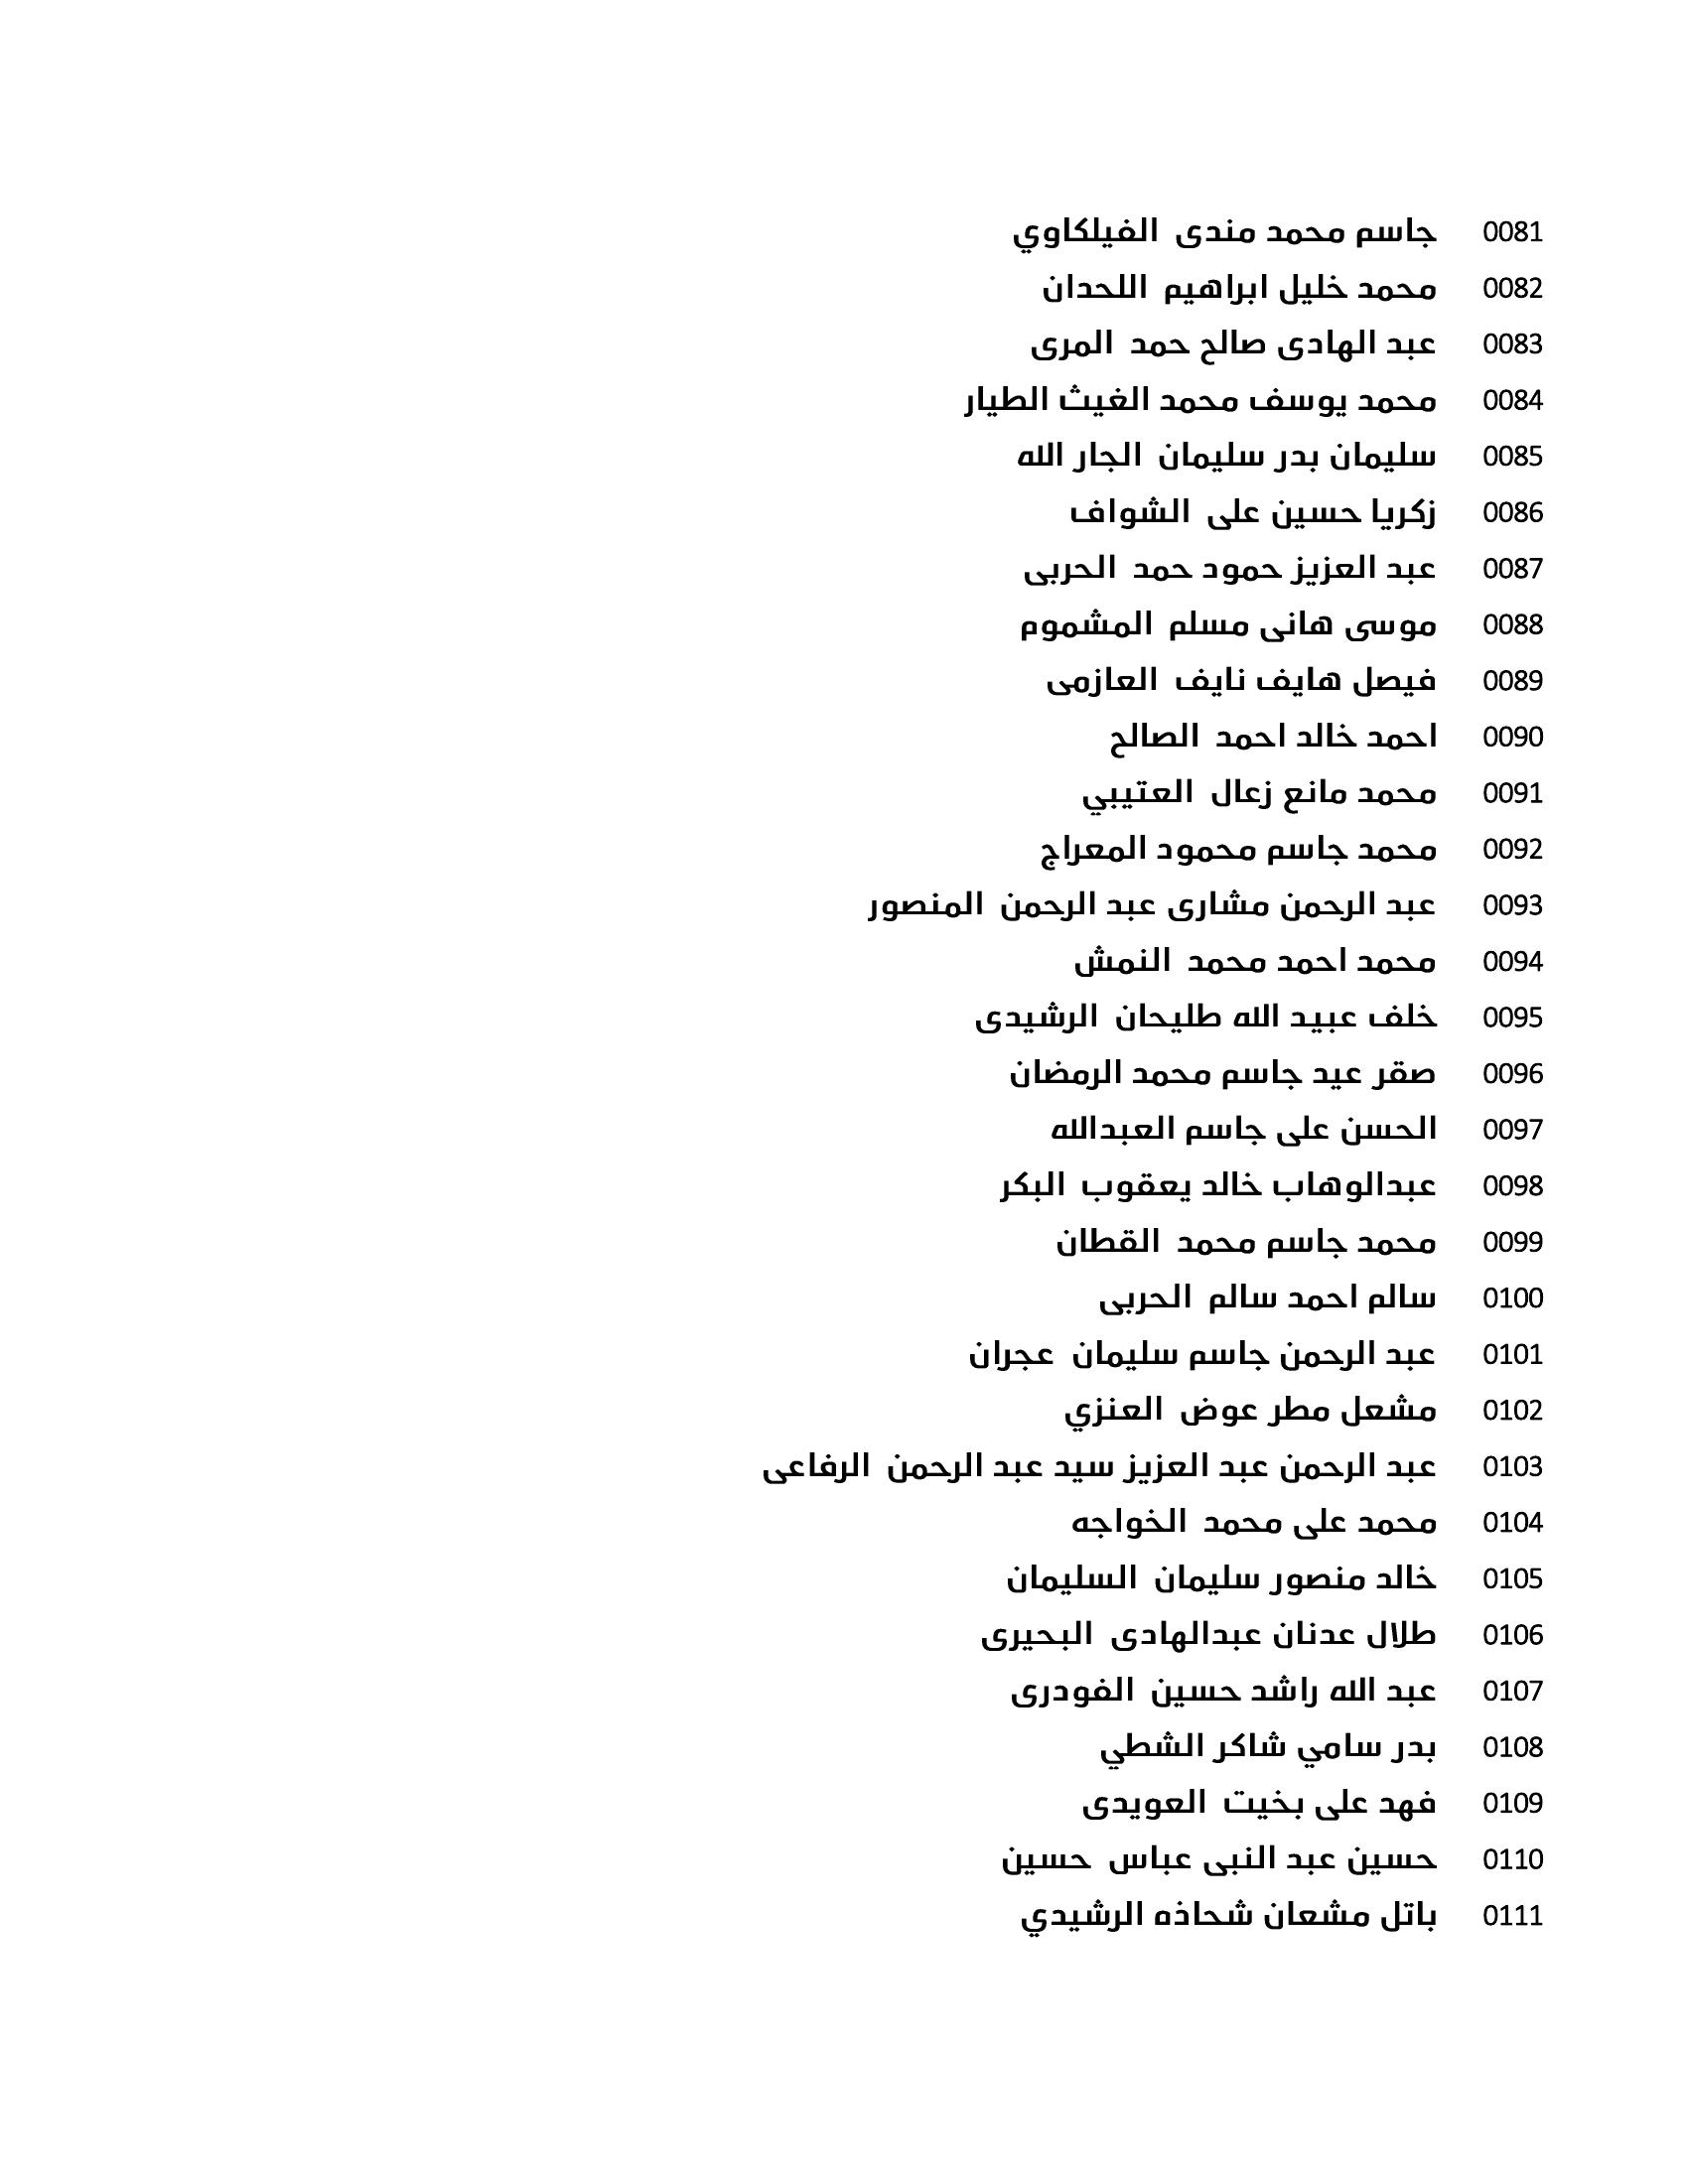 0081 جاسم محمد مندى الفيلكاوي
0082 محمد خليل ابراهيم اللحدان
0083 عبد الهادى صالح حمد المرى
0084 محمد يوسف محمد الغيث الطيار
0085 سليمان بدر سليمان الجار الله
0086 زكريا حسين على الشواف
0087 عبد العزيز حمود حمد الحربى
0088 موسى هانى مسلم المشموم
0089 فيصل هايف نايف العازمى
0090 احمد خالد احمد الصالح
0091 محمد مانع زعال العتيبي
0092 محمد جاسم محمود المعراج
0093 عبد الرحمن مشارى عبد الرحمن المنصور
0094 محمد احمد محمد النمش
0095 خلف عبيد الله طليحان الرشيدى
0096 صقر عيد جاسم محمد الرمضان
0097 الحسن على جاسم العبدالله
0098 عبدالوهاب خالد يعقوب البكر
0099 محمد جاسم محمد القطان
0100 سالم احمد سالم الحربى
0101 عبد الرحمن جاسم سليمان عجران
0102 مشعل مطر عوض العنزي
0103 عبد الرحمن عبد العزيز سيد عبد الرحمن الرفاعى
0104 محمد على محمد الخواجه
0105 خالد منصور سليمان السليمان
0106 طلال عدنان عبدالهادى البحيرى
0107 عبد الله راشد حسين الفودرى
0108 بدر سامي شاكر الشطي
0109 فهد على بخيت العويدى
0110 حسين عبد النبى عباس حسين
0111 باتل مشعان شحاذه الرشيدي